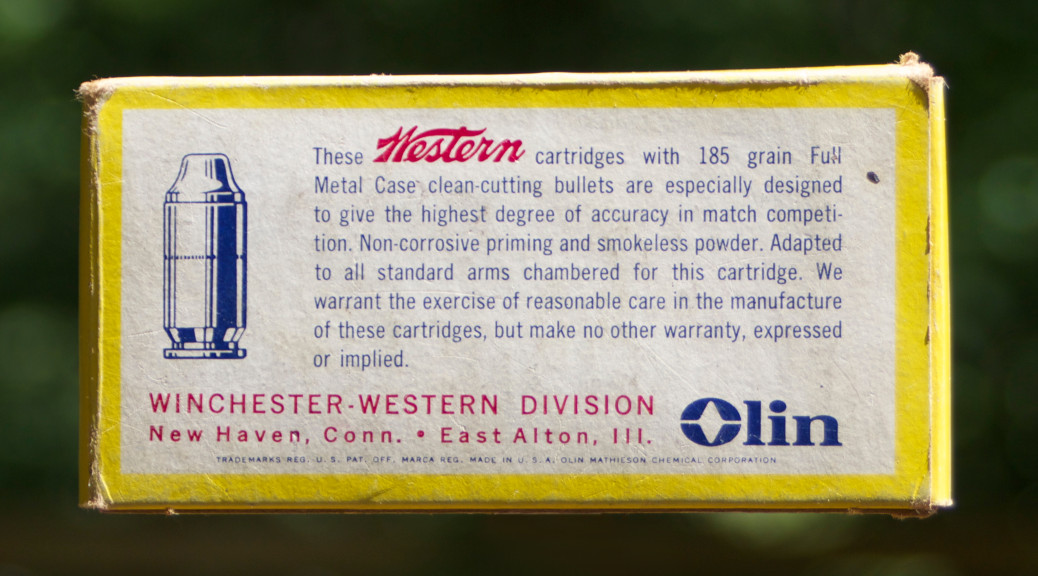 These Western cartridges with 185 grain Full
Metal Case clean-cutting bullets are especially designed
to give the highest degree of accuracy in match competi-
tion. Non-corrosive priming and smokeless powder. Adapted
to all standard arms chambered for this cartridge. We
warrant the exercise of reasonable care in the manufacture
of these cartridges, but make no other warranty, expressed
or implied.
WINCHESTER-WESTERN DIVISION
New Haven, Conn. • East Alton, Ill.
Olin
TRADEMARKS REG. U. S. PAT. OFF. MARCA REG. MADE IN U. S. A. OLIN MATHIESON CHEMICAL CORPORATION